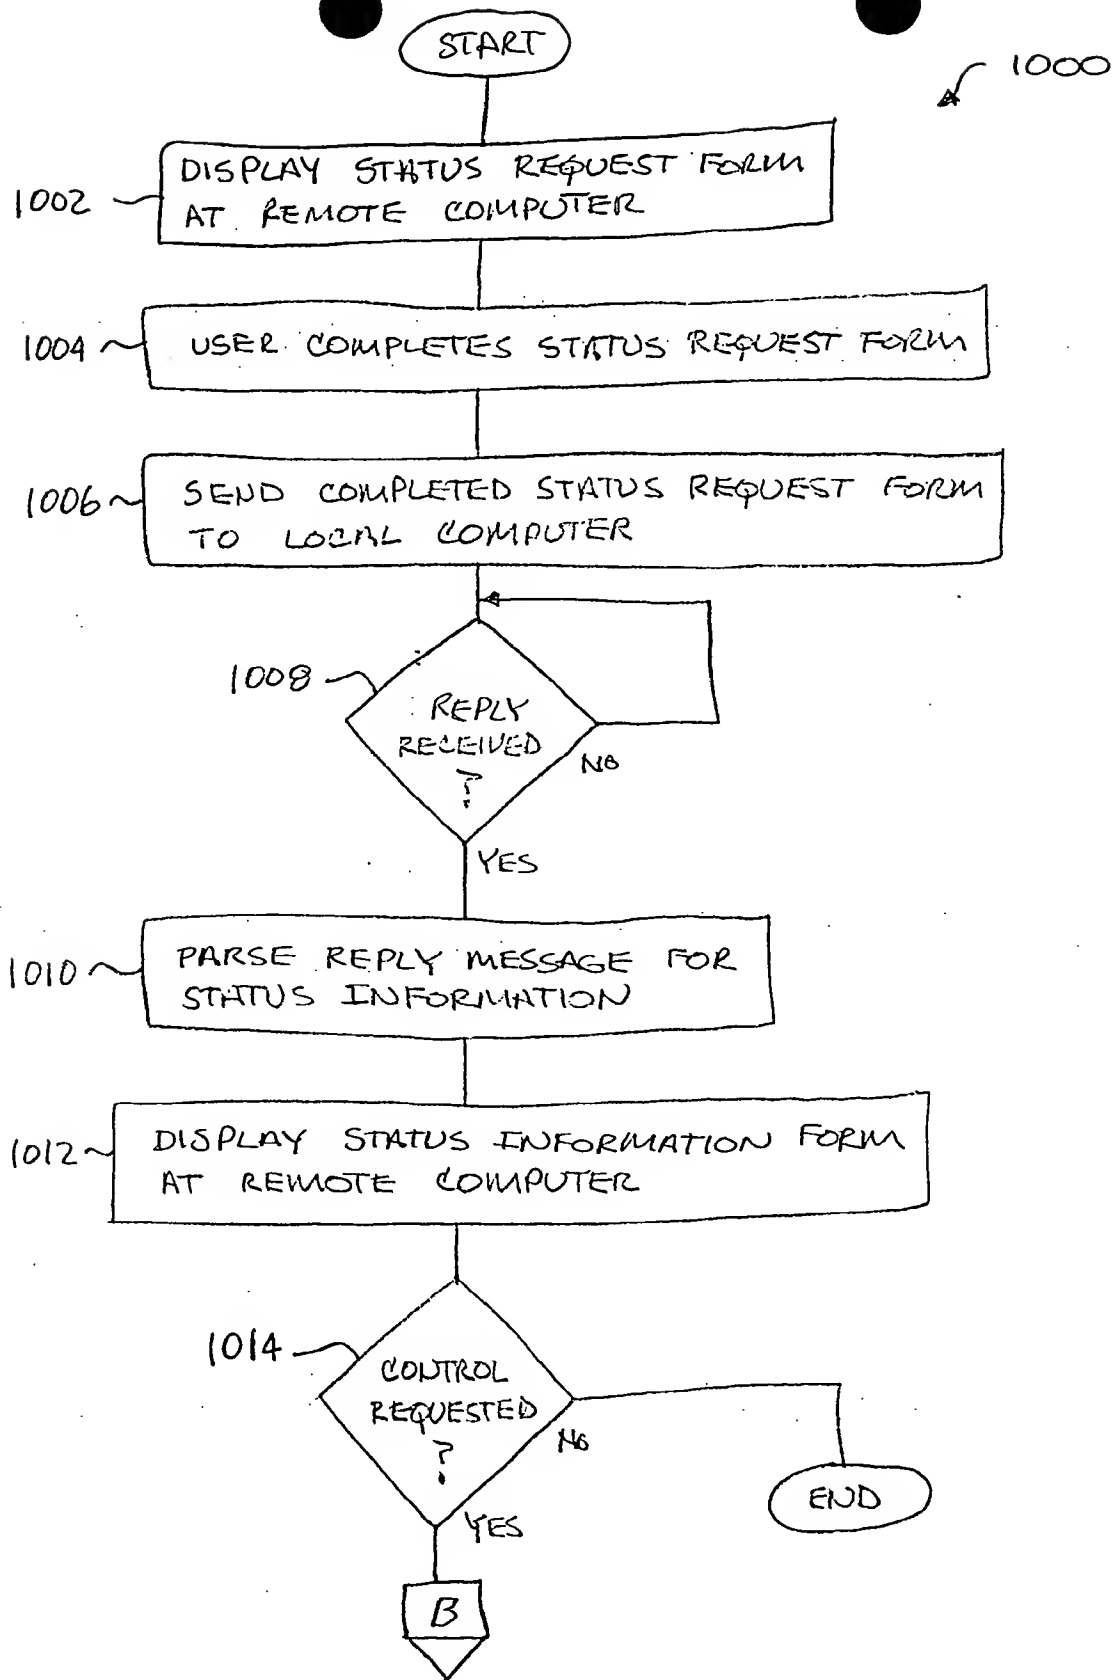 START
1000
1002
DISPLAY STATUS REQUEST FORM
AT REMOTE COMPUTER
1004
USER COMPLETES STATUS REQUEST FORM
1006
SEND COMPLETED STATUS REQUEST FORM
TO LOCAL COMPUTER
1008
REPLY
RECEIVED
?
NO
YES
1010
PARSE REPLY MESSAGE FOR
STATUS INFORMATION
1012
DISPLAY STATUS INFORMATION FORM
AT REMOTE COMPUTER
1014
CONTROL
REQUESTED
?
NO
END
YES
B